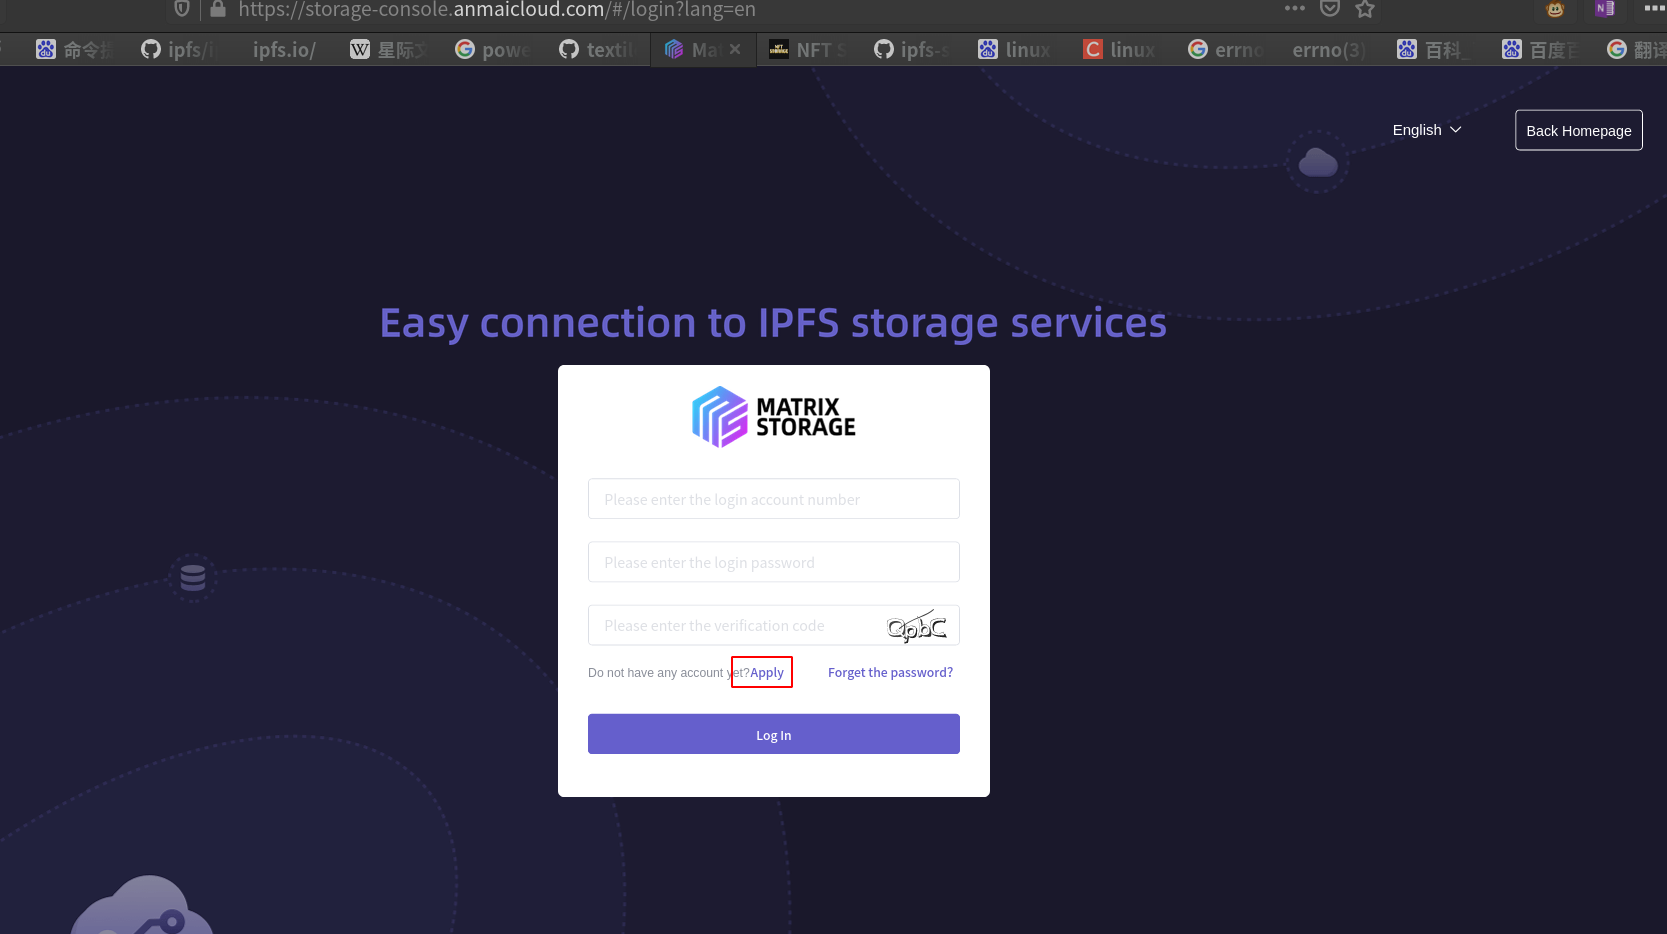 https://storage-console.anmaicloud.com/#/login?lang=en
命令 ipfs/i ipfs.io/ 星际 powe textil Mat NFT S ipfs-s linux linux errno errno(3) 百科_ 百度百 翻译
English
Back Homepage
Easy connection to IPFS storage services
MATRIX
STORAGE
Please enter the login account number
Please enter the login password
Please enter the verification code
QpbC
Do not have any account yet?Apply
Forget the password?
Log In